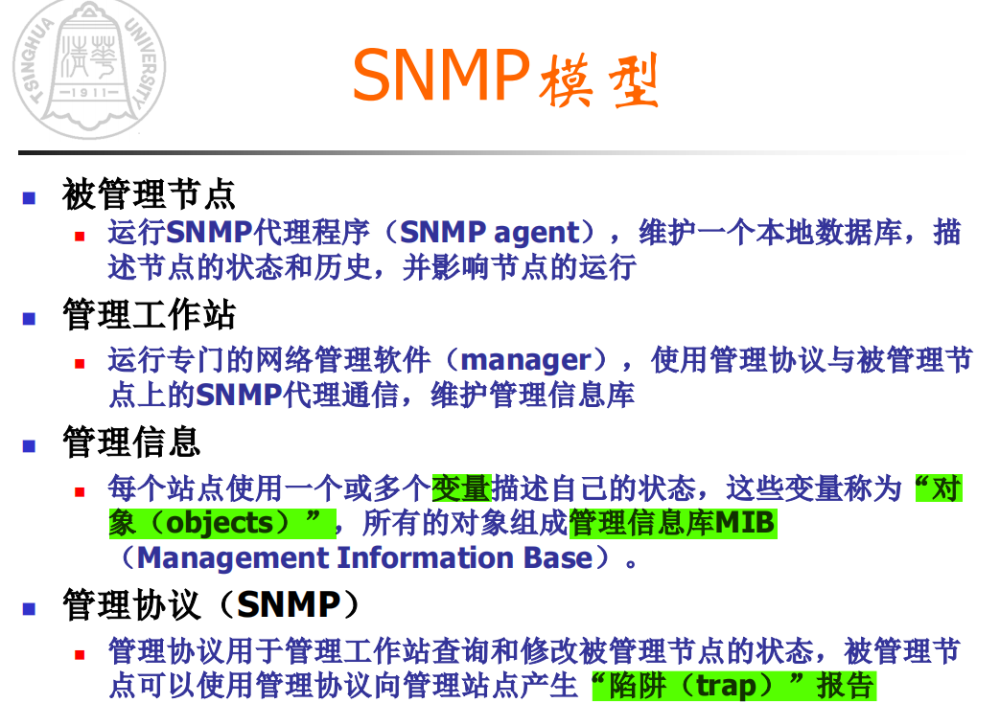 TSINGHUA UNIVERSITY
清華
1911
SNMP模型
被管理节点
运行SNMP代理程序（SNMP agent），维护一个本地数据库，描
述节点的状态和历史，并影响节点的运行
管理工作站
运行专门的网络管理软件（manager），使用管理协议与被管理节
点上的SNMP代理通信，维护管理信息库
管理信息
每个站点使用一个或多个变量描述自己的状态，这些变量称为“对
象（objects）”，所有的对象组成管理信息库MIB
（Management Information Base）。
管理协议（SNMP）
管理协议用于管理工作站查询和修改被管理节点的状态，被管理节
点可以使用管理协议向管理站点产生“陷阱（trap）”报告